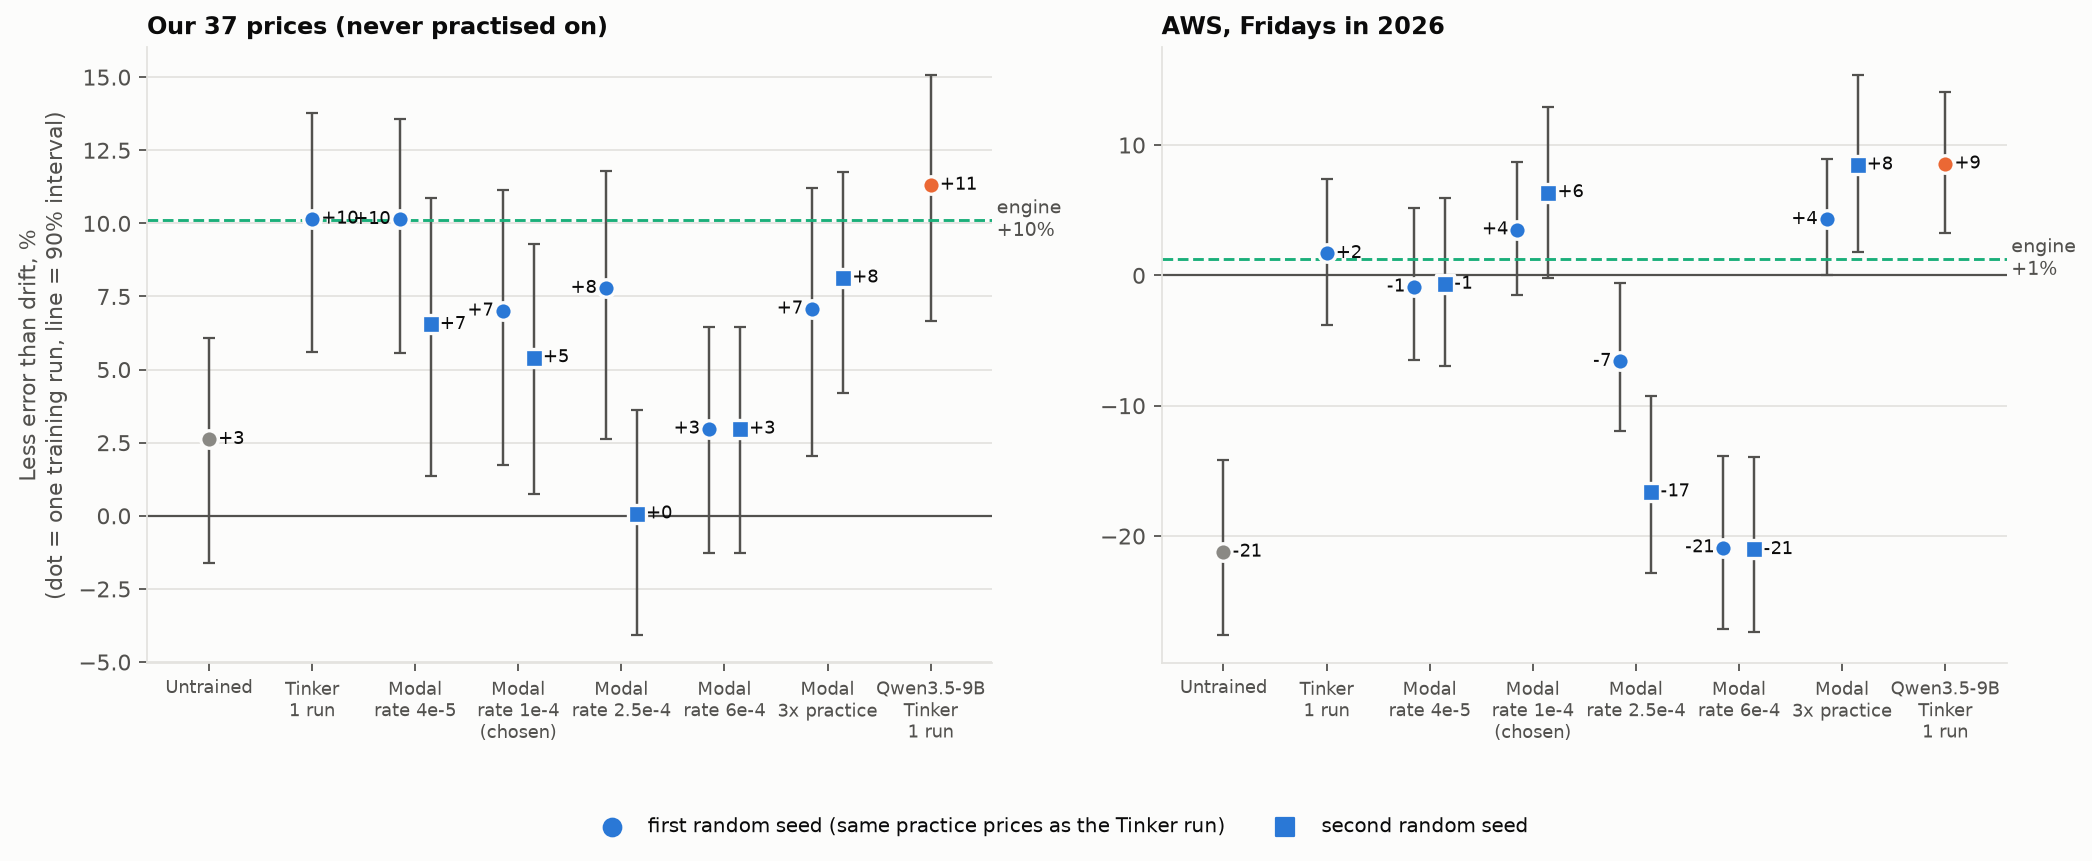 Our 37 prices (never practised on)
Less error than drift, %
(dot = one training run, line = 90% interval)
15.0
12.5
10.0
7.5
5.0
2.5
0.0
−2.5
−5.0
+3
+10
+10
+7
+7
+5
+8
+0
+3
+3
+7
+8
+11
engine
+10%
Untrained
Tinker
1 run
Modal
rate 4e-5
Modal
rate 1e-4
(chosen)
Modal
rate 2.5e-4
Modal
rate 6e-4
Modal
3x practice
Qwen3.5-9B
Tinker
1 run
AWS, Fridays in 2026
10
0
−10
−20
-21
+2
-1
-1
+4
+6
-7
-17
-21
-21
+4
+8
+9
engine
+1%
Untrained
Tinker
1 run
Modal
rate 4e-5
Modal
rate 1e-4
(chosen)
Modal
rate 2.5e-4
Modal
rate 6e-4
Modal
3x practice
Qwen3.5-9B
Tinker
1 run
first random seed (same practice prices as the Tinker run)
second random seed